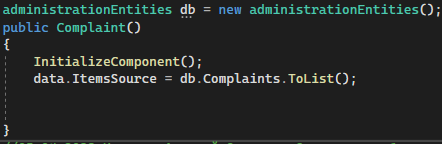 administrationEntities db = new administrationEntities();
public Complaint()
{
InitializeComponent();
data.ItemsSource = db.Complaints.ToList();
}